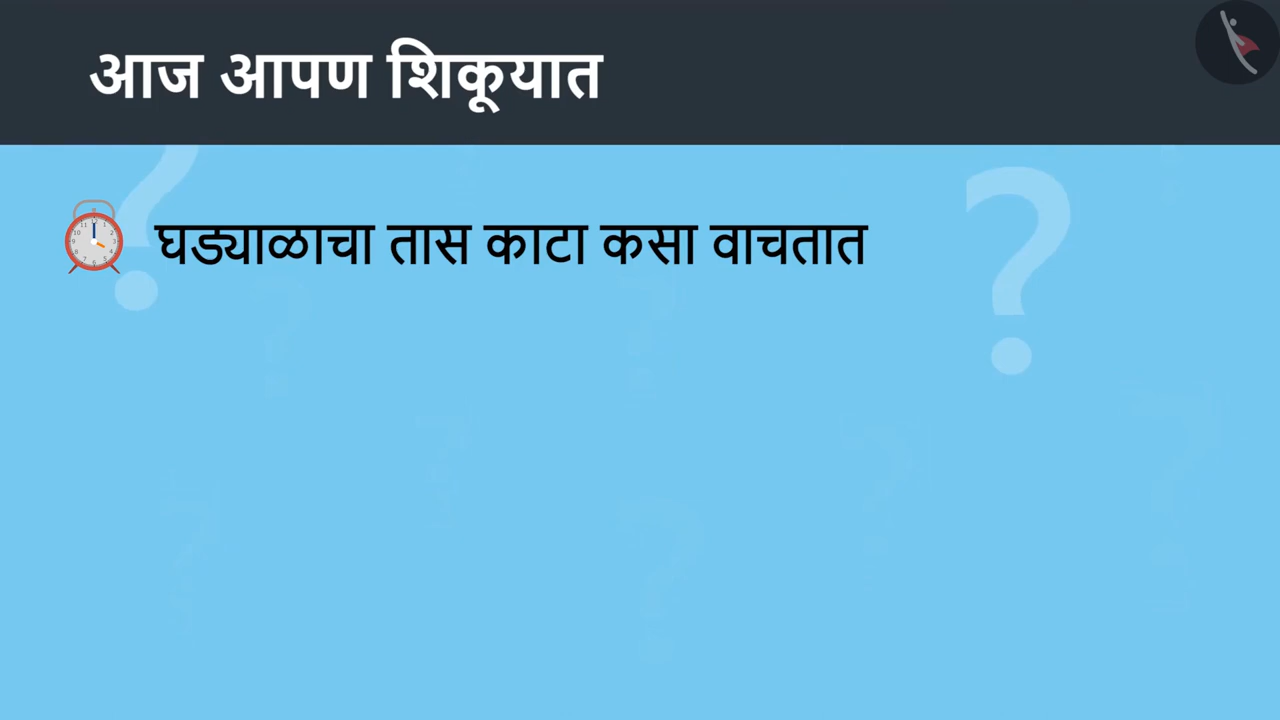 आज आपण शिकूयात
घड्याळाचा तास काटा कसा वाचतात